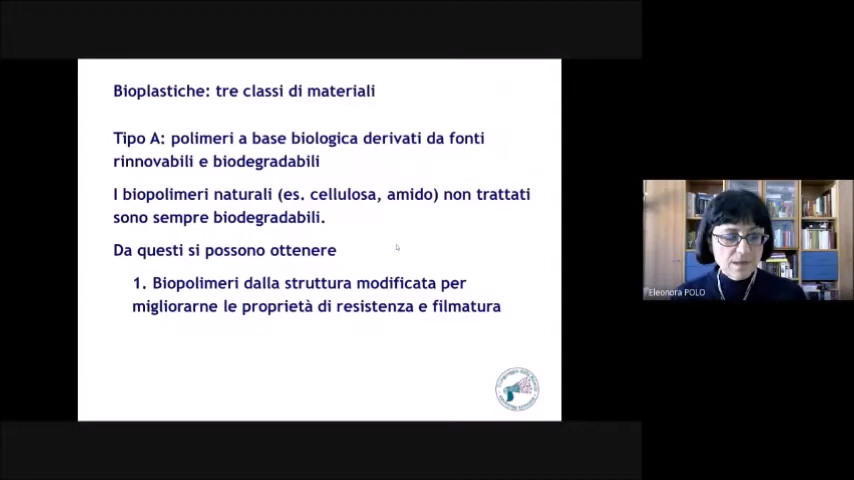 Bioplastiche: tre classi di materiali
Tipo A: polimeri a base biologica derivati da fonti
rinnovabili e biodegradabili
I biopolimeri naturali (es. cellulosa, amido) non trattati
sono sempre biodegradabili.
Da questi si possono ottenere
1. Biopolimeri dalla struttura modificata per
migliorarne le proprietà di resistenza e filmatura
Eleonora POLO